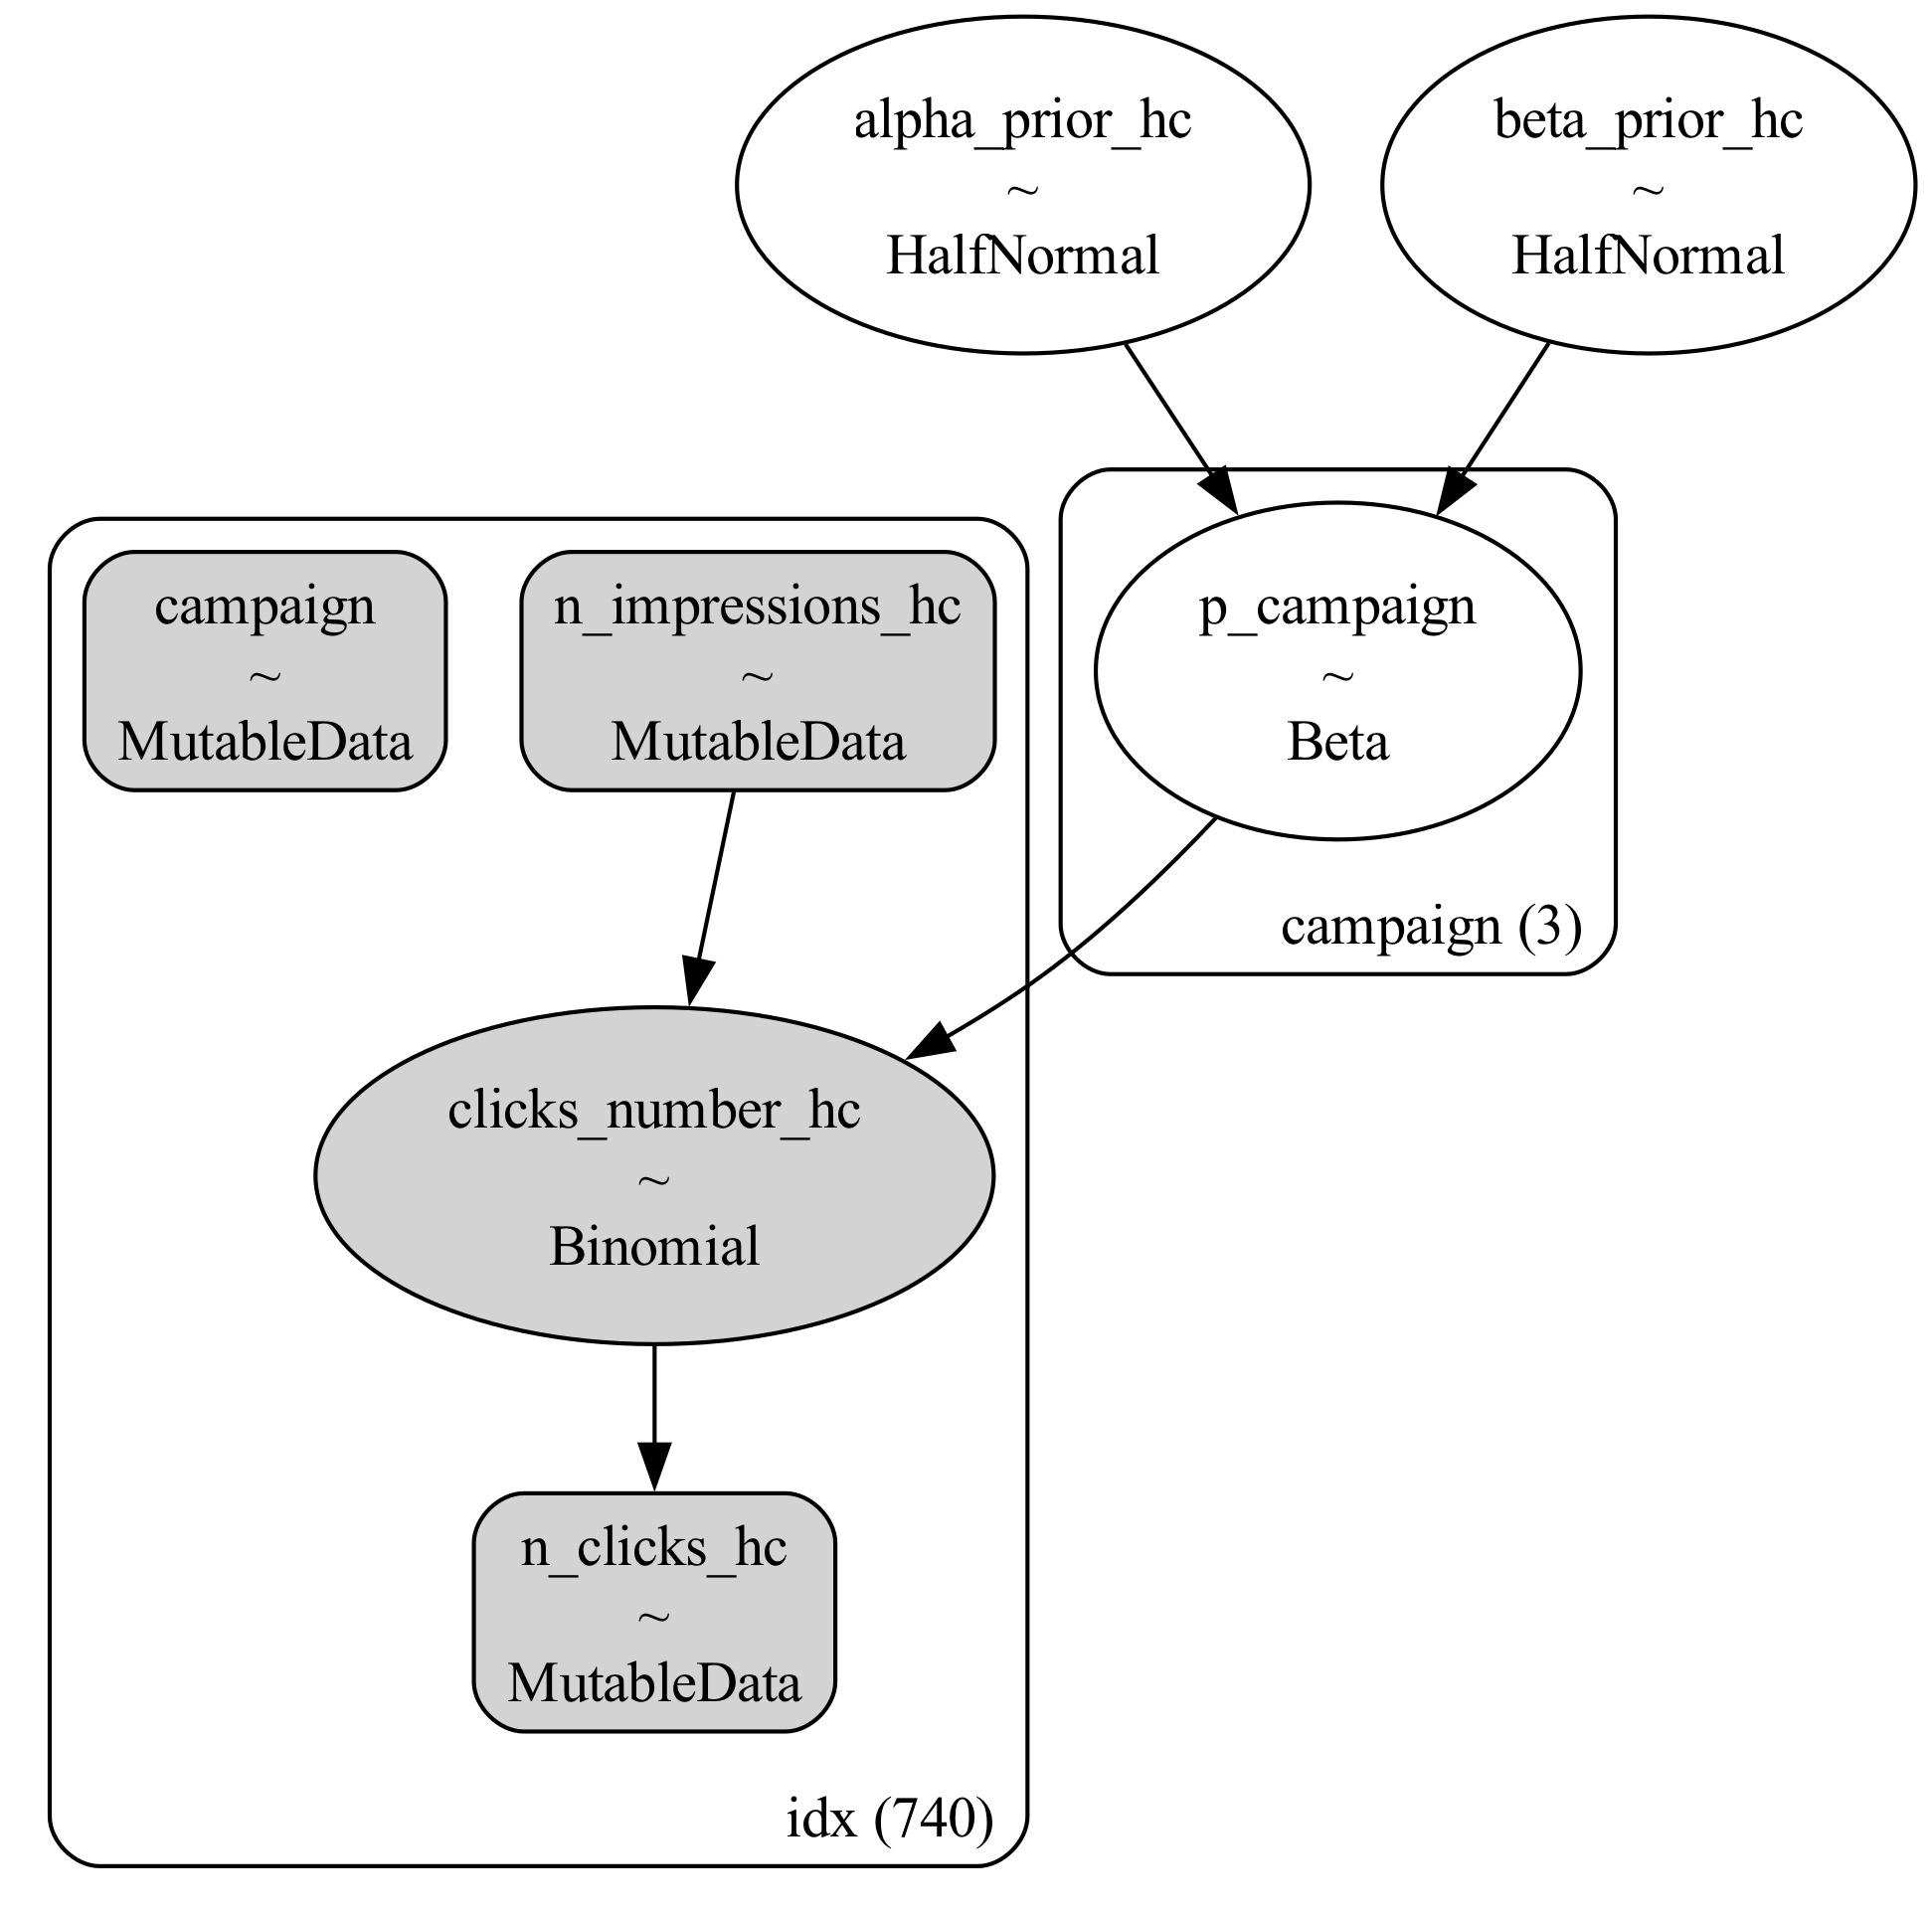 alpha_prior_hc
~
HalfNormal
beta_prior_hc
~
HalfNormal
campaign
~
MutableData
n_impressions_hc
~
MutableData
p_campaign
~
Beta
campaign (3)
clicks_number_hc
~
Binomial
n_clicks_hc
~
MutableData
idx (740)